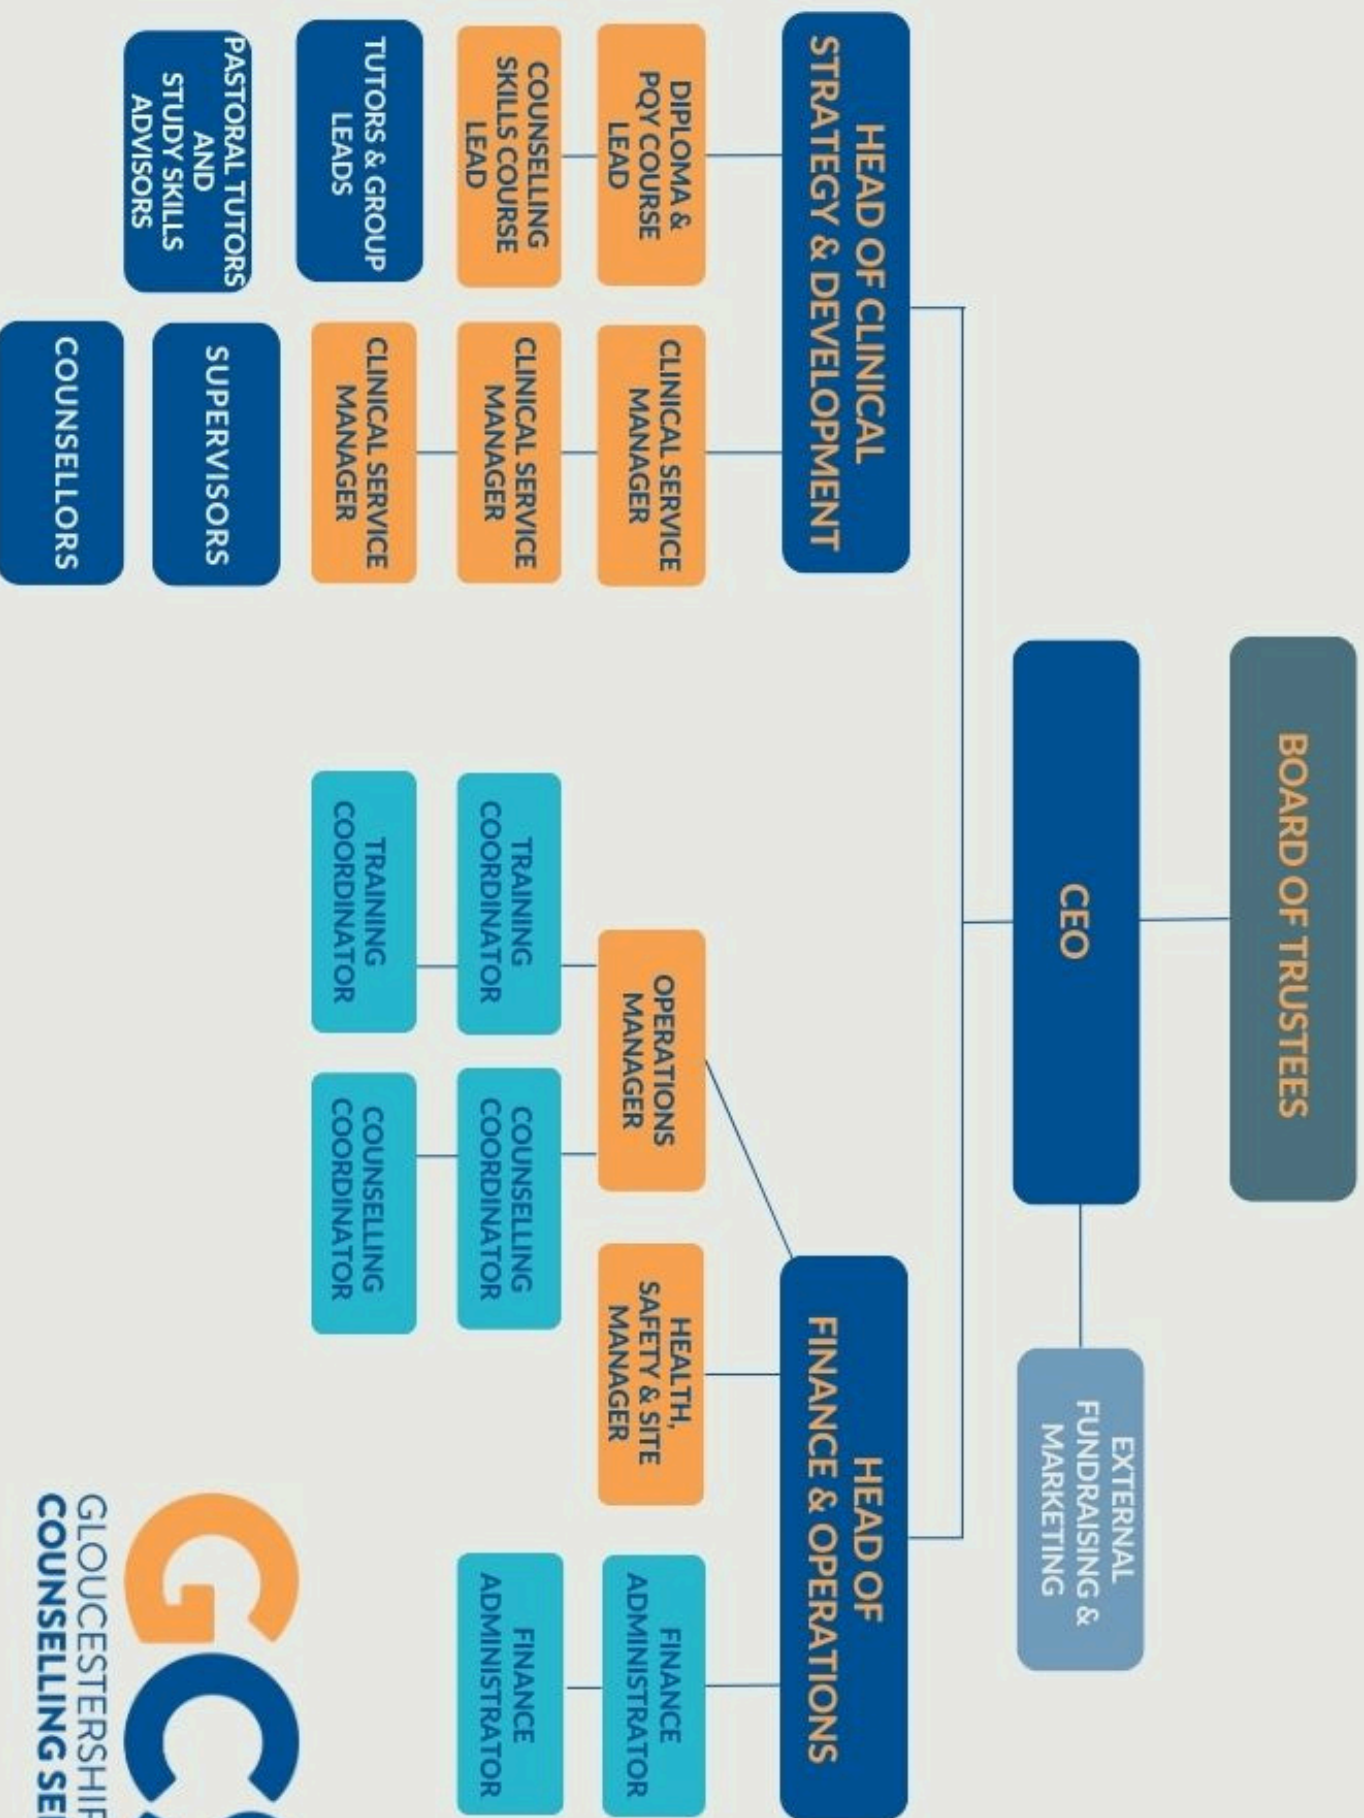 BOARD OF TRUSTEES
CEO
EXTERNAL
FUNDRAISING &
MARKETING
HEAD OF CLINICAL
STRATEGY & DEVELOPMENT
HEAD OF
FINANCE & OPERATIONS
DIPLOMA &
PQY COURSE
LEAD
CLINICAL SERVICE
MANAGER
OPERATIONS
MANAGER
HEALTH,
SAFETY & SITE
MANAGER
FINANCE
ADMINISTRATOR
COUNSELLING
SKILLS COURSE
LEAD
CLINICAL SERVICE
MANAGER
TRAINING
COORDINATOR
COUNSELLING
COORDINATOR
FINANCE
ADMINISTRATOR
TUTORS & GROUP
LEADS
CLINICAL SERVICE
MANAGER
TRAINING
COORDINATOR
COUNSELLING
COORDINATOR
PASTORAL TUTORS
AND
STUDY SKILLS
ADVISORS
SUPERVISORS
COUNSELLORS
GC
COUNSELLING